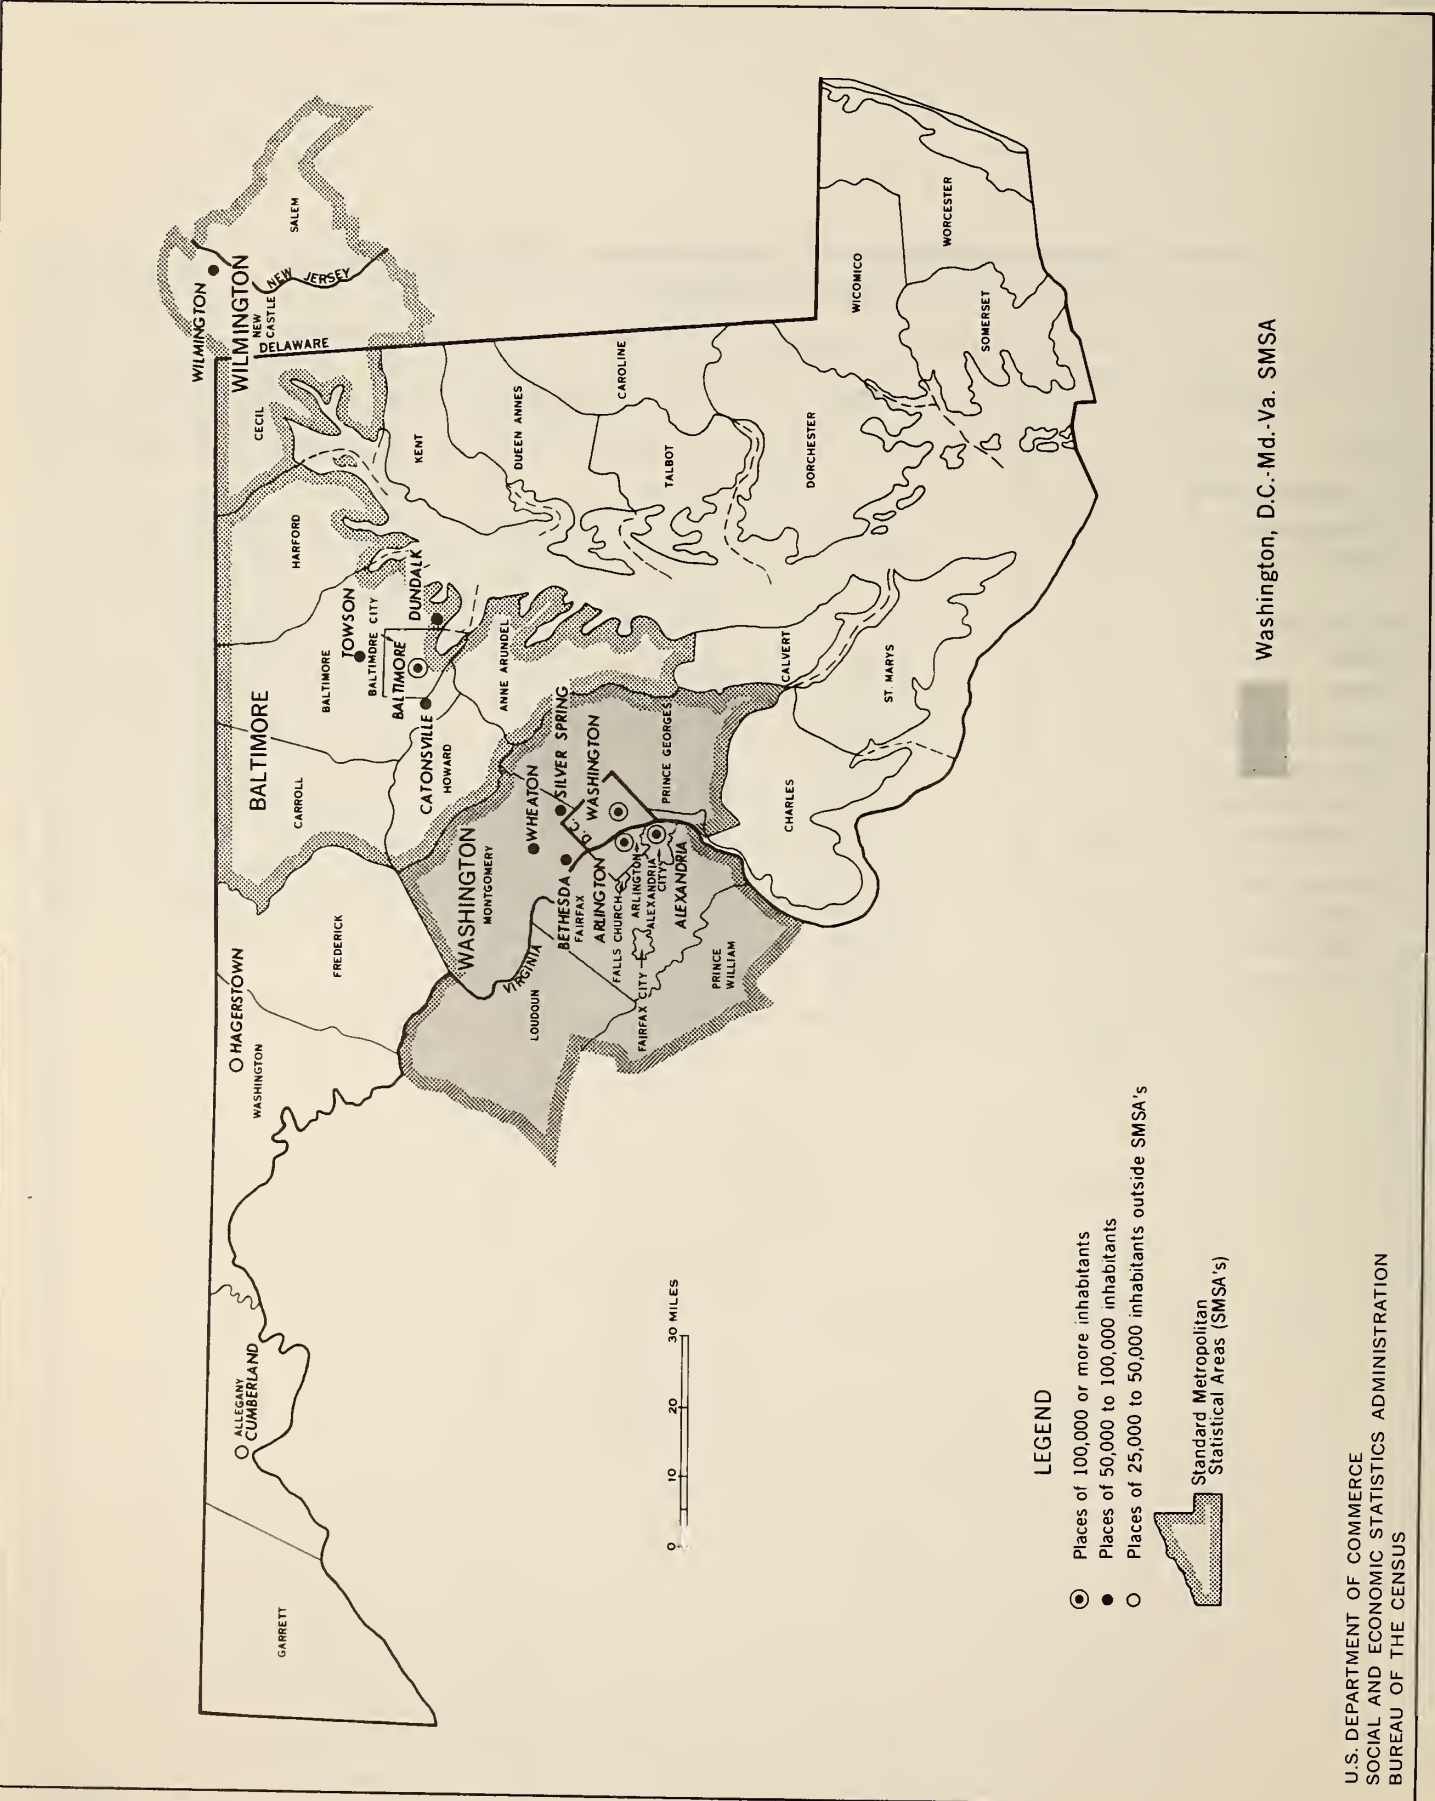 WILMINGTON
WILMINGTON
NEW
CASTLE
NEW JERSEY
DELAWARE
SALEM
CECIL
HARFORD
KENT
DUEEN ANNES
CAROLINE
TALBOT
DORCHESTER
WICOMICO
WORCESTER
SOMERSET
BALTIMORE
CARROLL
BALTIMORE
TOWSON
BALTIMDRE CITY
BALTIMORE
DUNDALK
CATONSVILLE
HOWARD
ANNE ARUNDEL
CALVERT
ST. MARYS
CHARLES
PRINCE GEORGES
WASHINGTON
MONTGOMERY
WHEATON
SILVER SPRING
WASHINGTON
D.C.
BETHESDA
FAIRFAX
ARLINGTON
FALLS CHURCH
ARLINGTON
ALEXANDRIA
CITY
ALEXANDRIA
FAIRFAX CITY
PRINCE
WILLIAM
VIRGINIA
LOUDOUN
FREDERICK
HAGERSTOWN
WASHINGTON
ALLEGANY
CUMBERLAND
GARRETT
0 10 20 30 MILES
LEGEND
Places of 100,000 or more inhabitants
Places of 50,000 to 100,000 inhabitants
Places of 25,000 to 50,000 inhabitants outside SMSA's
Standard Metropolitan
Statistical Areas (SMSA's)
Washington, D.C.-Md.-Va. SMSA
U.S. DEPARTMENT OF COMMERCE
SOCIAL AND ECONOMIC STATISTICS ADMINISTRATION
BUREAU OF THE CENSUS